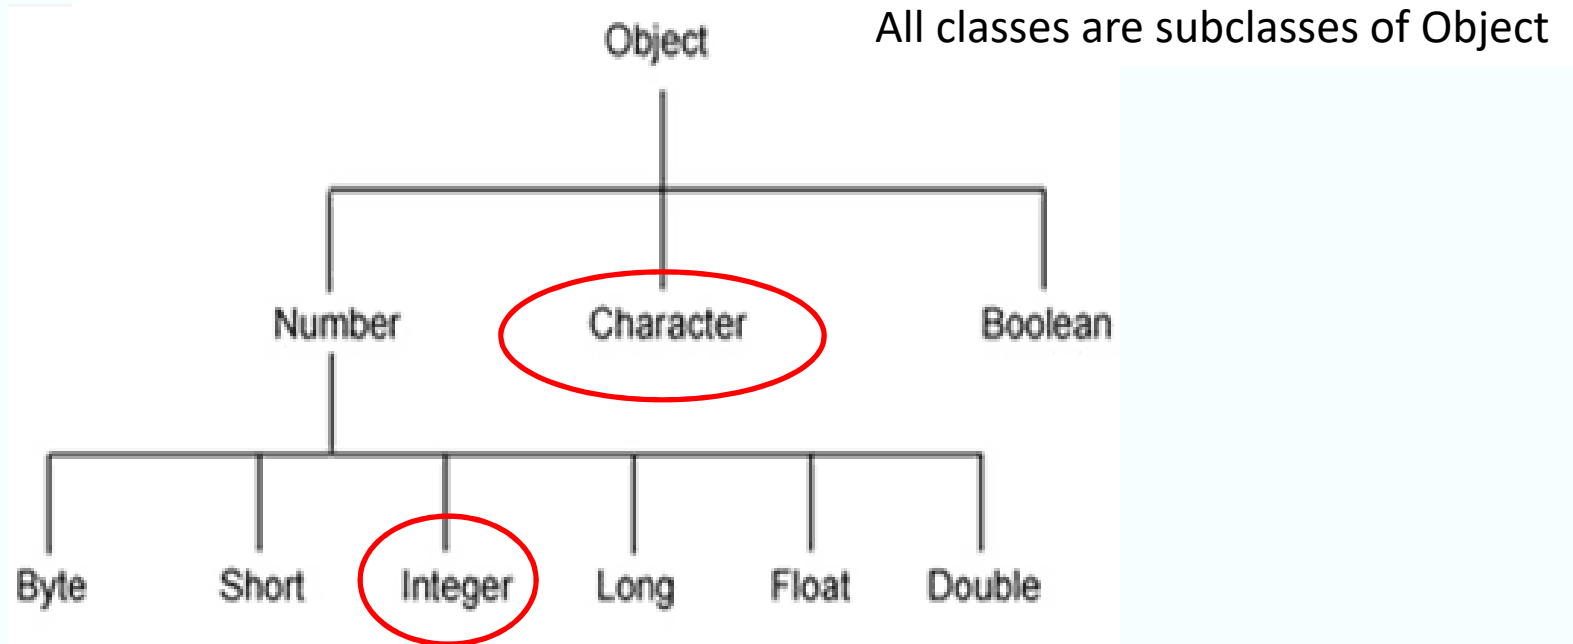 All classes are subclasses of Object
Object
Number Character Boolean
Byte Short Integer Long Float Double